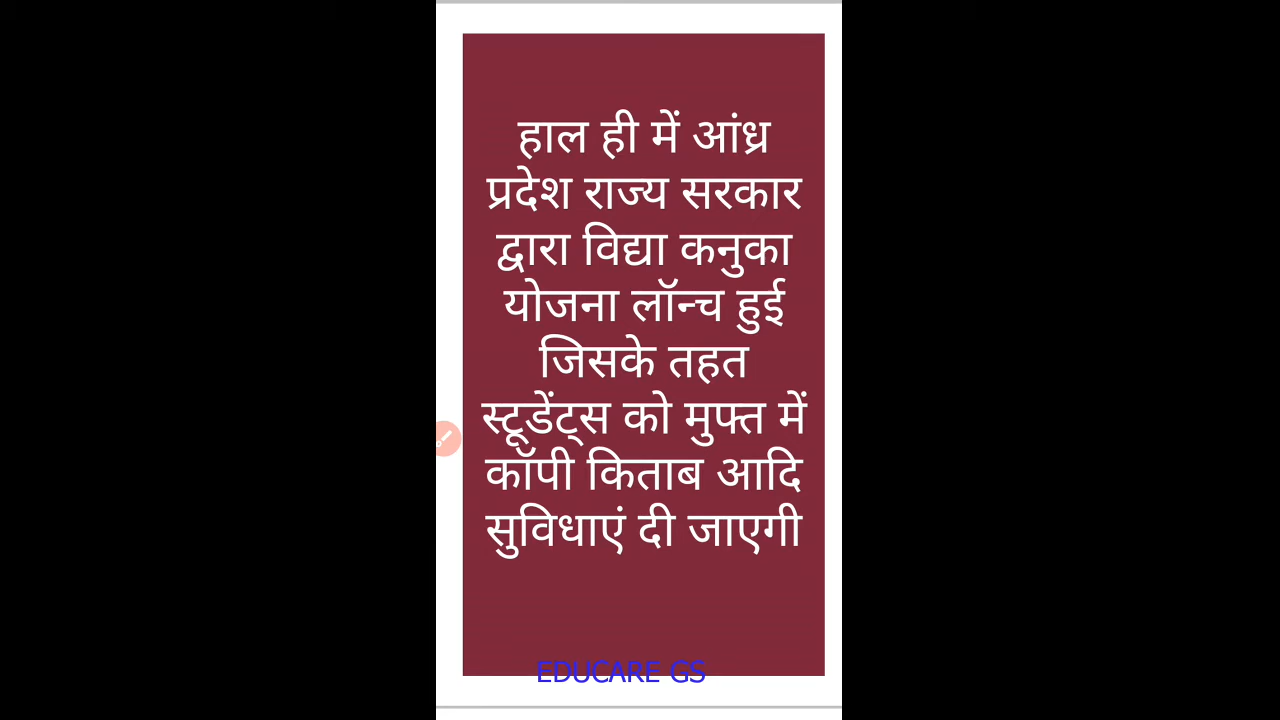 हाल ही में आंध्र
प्रदेश राज्य सरकार
द्वारा विद्या कनुका
योजना लॉन्च हुई
जिसके तहत
स्टूडेंट्स को मुफ्त में
कॉपी किताब आदि
सुविधाएं दी जाएगी
EDUCARE GS